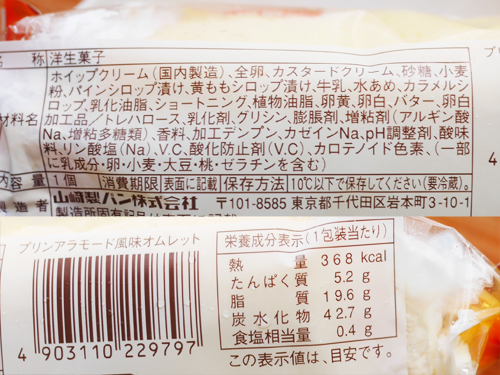 名 称 洋生菓子
ホイップクリーム(国内製造)、全卵、カスタードクリーム、砂糖、小麦
粉、パインシロップ漬け、黄ももシロップ漬け、牛乳、水あめ、カラメルシ
ロップ、乳化油脂、ショートニング、植物油脂、卵黄、卵白、バター、卵白
材料名 加工品/トレハロース、乳化剤、グリシン、膨脹剤、増粘剤(アルギン酸
Na、増粘多糖類)、香料、加工デンプン、カゼインNa、pH調整剤、酸味
料、リン酸塩(Na)、V.C、酸化防止剤(V.C)、カロテノイド色素、(一部
に乳成分・卵・小麦・大豆・桃・ゼラチンを含む)
内容量 1個 消費期限 表面に記載 保存方法 10℃以下で保存してください(要冷蔵)。
製造者 山崎製パン株式会社 〒101-8585 東京都千代田区岩本町3-10-1
プリンアラモード風味オムレット
栄養成分表示(1包装当たり)
熱量 368 kcal
たんぱく質 5.2 g
脂質 19.6 g
炭水化物 42.7 g
食塩相当量 0.4 g
この表示値は、目安です。
4 903110 229797